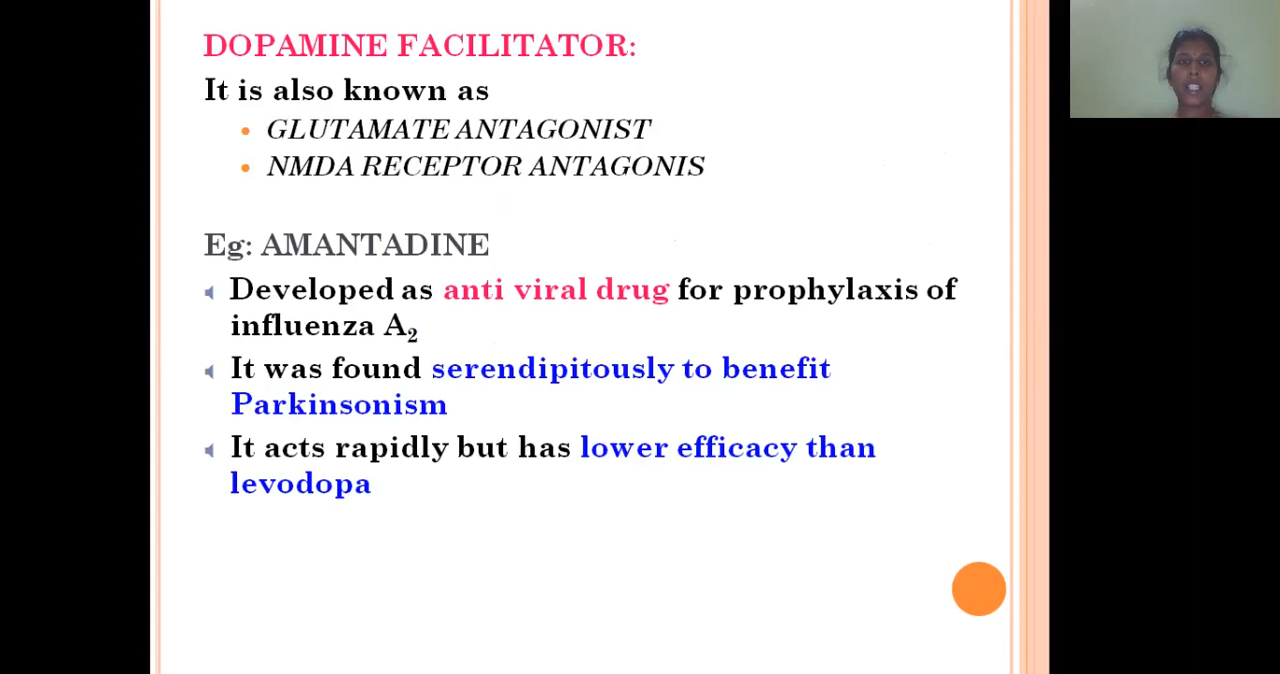 DOPAMINE FACILITATOR:
It is also known as
• GLUTAMATE ANTAGONIST
• NMDA RECEPTOR ANTAGONIS
Eg: AMANTADINE
Developed as anti viral drug for prophylaxis of
influenza A₂
It was found serendipitously to benefit
Parkinsonism
It acts rapidly but has lower efficacy than
levodopa